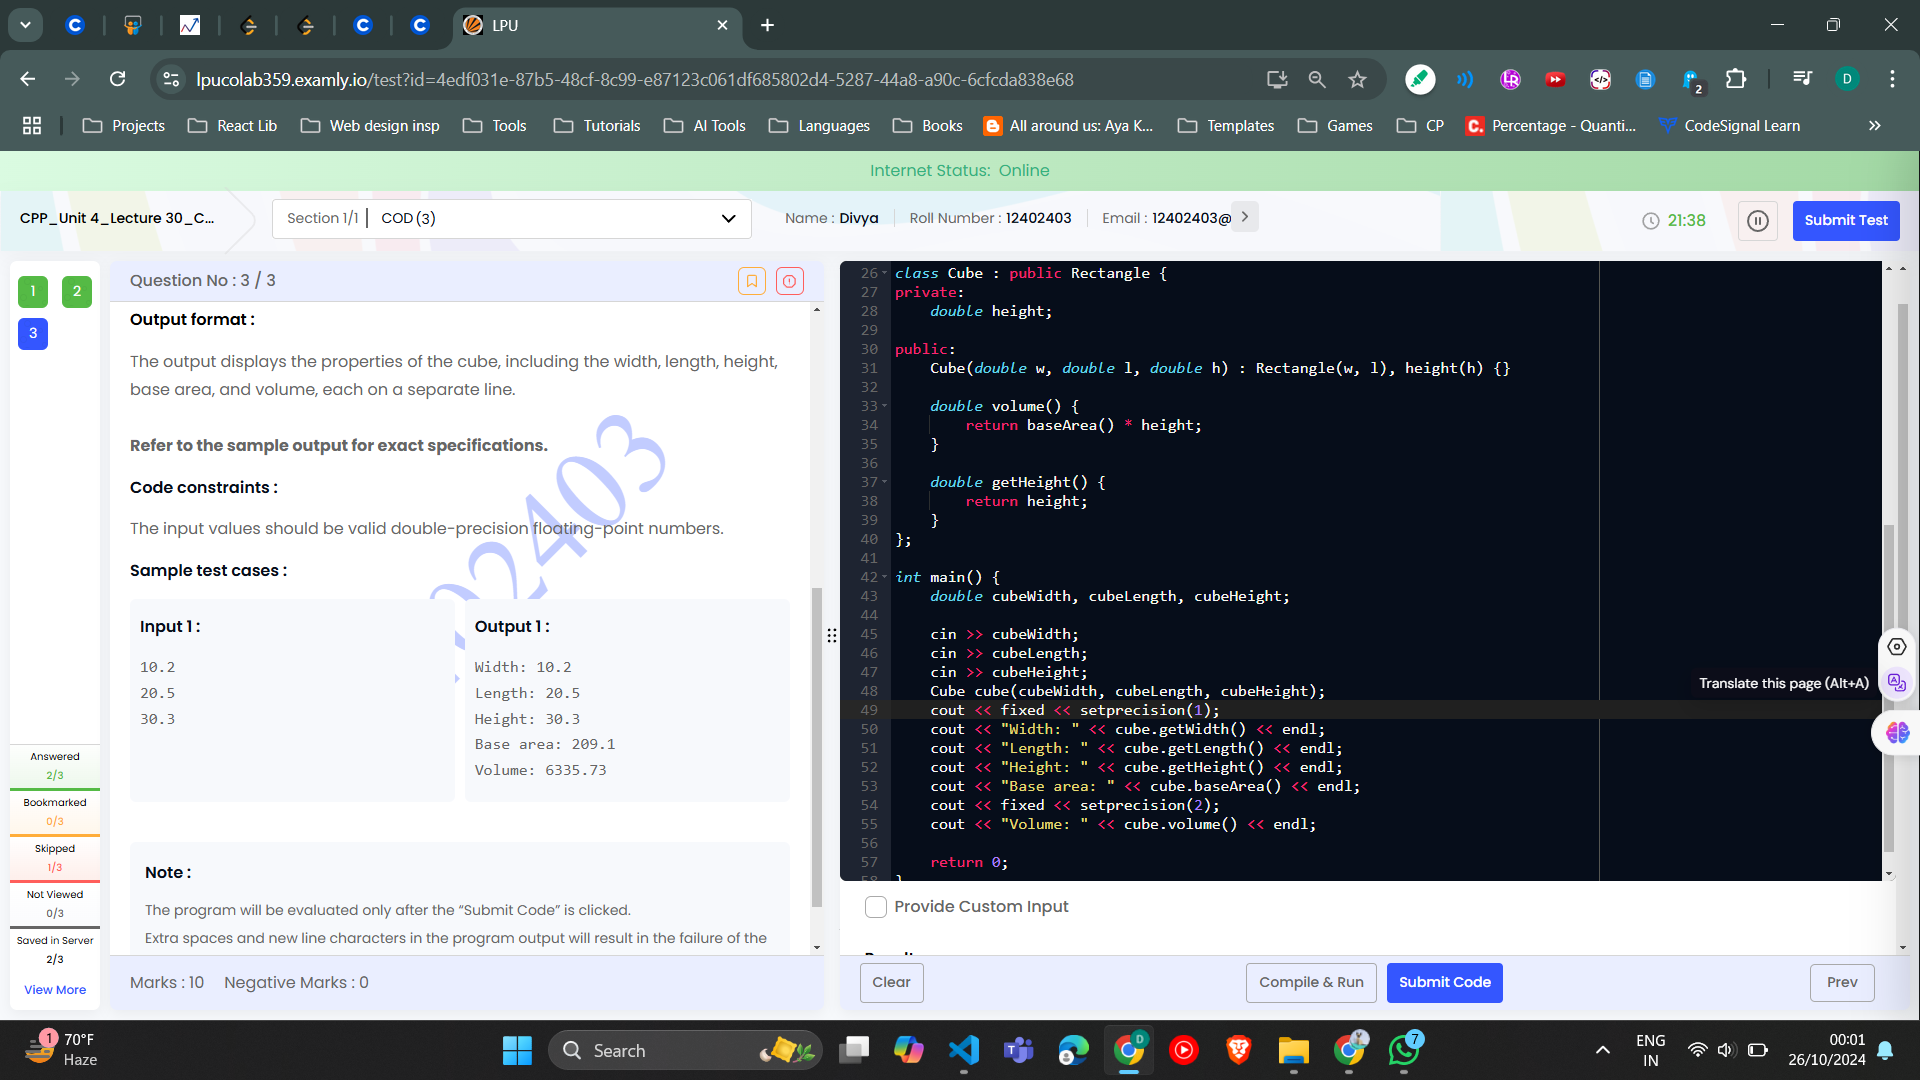 LPU
lpucolab359.examly.io/test?id=4edf031e-87b5-48cf-8c99-e87123c061df685802d4-5287-44a8-a90c-6cfcda838e68
2
D
Projects
React Lib
Web design insp
Tools
Tutorials
AI Tools
Languages
Books
All around us: Aya K...
Templates
Games
CP
Percentage - Quanti...
CodeSignal Learn
Internet Status: Online
CPP_Unit 4_Lecture 30_C...
Section 1/1 | COD (3)
Name : Divya
Roll Number : 12402403
Email : 12402403@
21:38
Submit Test
1
2
3
Question No : 3 / 3
Output format :
The output displays the properties of the cube, including the width, length, height,
base area, and volume, each on a separate line.
Refer to the sample output for exact specifications.
Code constraints :
The input values should be valid double-precision floating-point numbers.
Sample test cases :
Input 1 :
10.2
20.5
30.3
Output 1 :
Width: 10.2
Length: 20.5
Height: 30.3
Base area: 209.1
Volume: 6335.73
Note :
The program will be evaluated only after the “Submit Code” is clicked.
Extra spaces and new line characters in the program output will result in the failure of the
Marks : 10
Negative Marks : 0
Answered
2/3
Bookmarked
0/3
Skipped
1/3
Not Viewed
0/3
Saved in Server
2/3
View More
26 class Cube : public Rectangle {
27 private:
28 double height;
29
30 public:
31 Cube(double w, double l, double h) : Rectangle(w, l), height(h) {}
32
33 double volume() {
34 return baseArea() * height;
35 }
36
37 double getHeight() {
38 return height;
39 }
40 };
41
42 int main() {
43 double cubeWidth, cubeLength, cubeHeight;
44
45 cin >> cubeWidth;
46 cin >> cubeLength;
47 cin >> cubeHeight;
48 Cube cube(cubeWidth, cubeLength, cubeHeight);
49 cout << fixed << setprecision(1);
50 cout << "Width: " << cube.getWidth() << endl;
51 cout << "Length: " << cube.getLength() << endl;
52 cout << "Height: " << cube.getHeight() << endl;
53 cout << "Base area: " << cube.baseArea() << endl;
54 cout << fixed << setprecision(2);
55 cout << "Volume: " << cube.volume() << endl;
56
57 return 0;
58 }
Translate this page (Alt+A)
Provide Custom Input
Clear
Compile & Run
Submit Code
Prev
1
70°F
Haze
Search
D
7
ENG
IN
00:01
26/10/2024